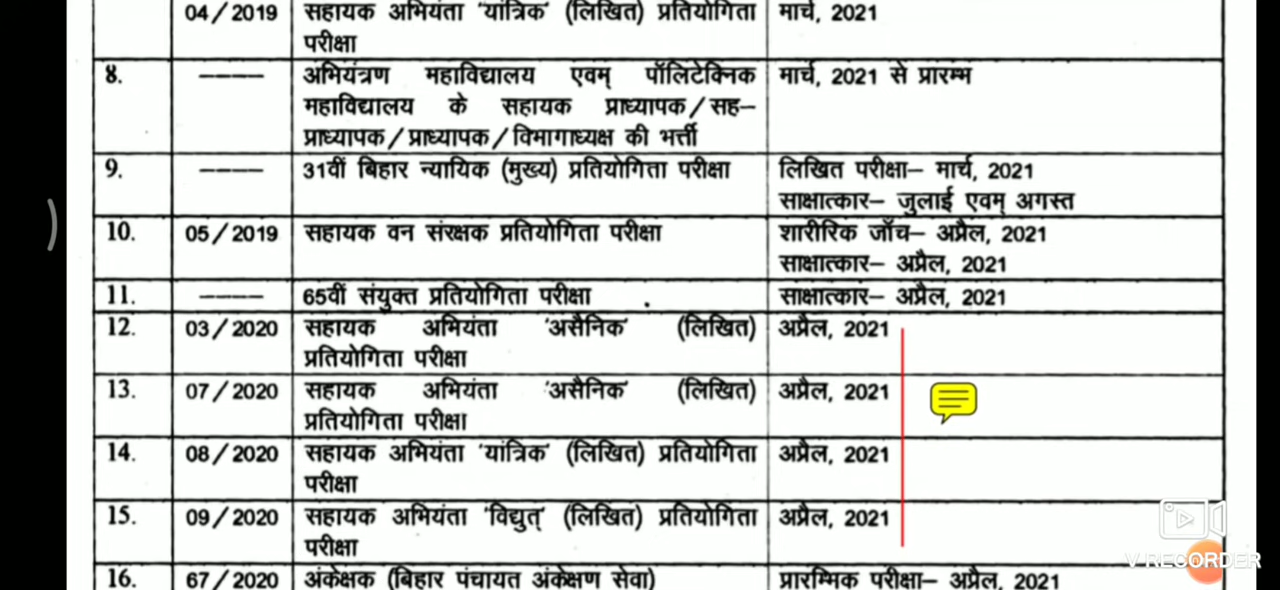 04/2019 सहायक अभियंता 'यांत्रिक' (लिखित) प्रतियोगिता मार्च, 2021
परीक्षा
8. ---- अभियंत्रण महाविद्यालय एवम् पॉलिटेक्निक मार्च, 2021 से प्रारम्भ
महाविद्यालय के सहायक प्राध्यापक/सह-
प्राध्यापक/प्राध्यापक/विभागाध्यक्ष की भर्त्ती
9. ---- 31वीं बिहार न्यायिक (मुख्य) प्रतियोगिता परीक्षा लिखित परीक्षा- मार्च, 2021
साक्षात्कार- जुलाई एवम् अगस्त
10. 05/2019 सहायक वन संरक्षक प्रतियोगिता परीक्षा शारीरिक जाँच- अप्रैल, 2021
साक्षात्कार- अप्रैल, 2021
11. ---- 65वीं संयुक्त प्रतियोगिता परीक्षा साक्षात्कार- अप्रैल, 2021
12. 03/2020 सहायक अभियंता 'असैनिक' (लिखित) अप्रैल, 2021
प्रतियोगिता परीक्षा
13. 07/2020 सहायक अभियंता 'असैनिक' (लिखित) अप्रैल, 2021
प्रतियोगिता परीक्षा
14. 08/2020 सहायक अभियंता 'यांत्रिक' (लिखित) प्रतियोगिता अप्रैल, 2021
परीक्षा
15. 09/2020 सहायक अभियंता 'विद्युत्' (लिखित) प्रतियोगिता अप्रैल, 2021
परीक्षा
16. 67/2020 अंकेक्षक (बिहार पंचायत अंकेक्षण सेवा) प्रारम्भिक परीक्षा- अप्रैल, 2021
V RECORDER